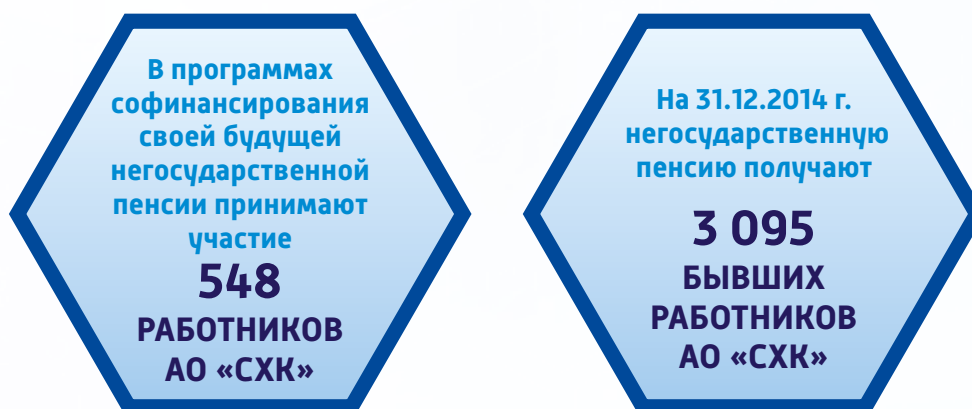 В программах
софинансирования
своей будущей
негосударственной
пенсии принимают
участие
548
РАБОТНИКОВ
АО «СХК»
На 31.12.2014 г.
негосударственную
пенсию получают
3 095
БЫВШИХ
РАБОТНИКОВ
АО «СХК»